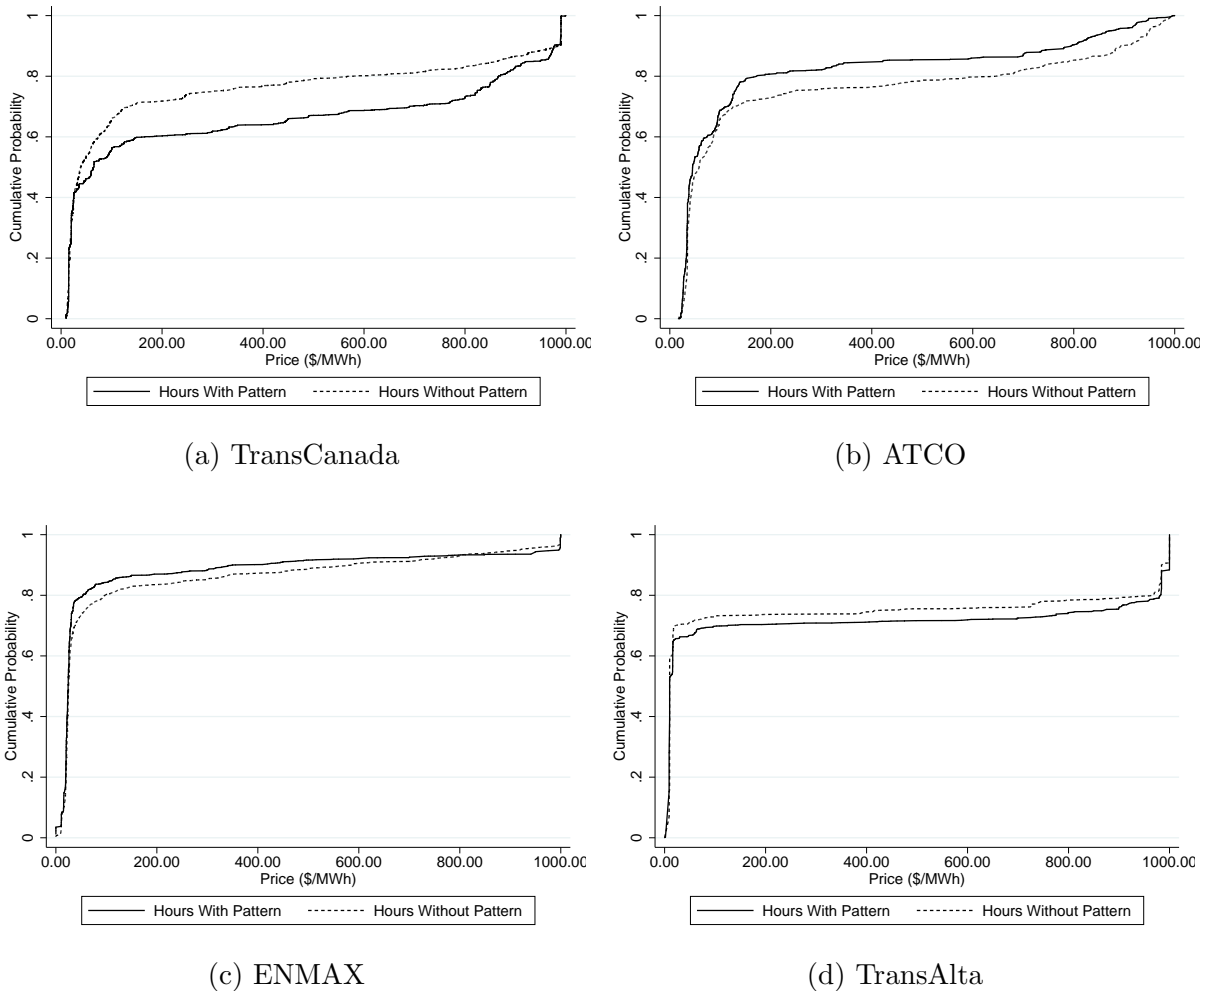 Cumulative Probability
1
.8
.6
.4
.2
0
0.00 200.00 400.00 600.00 800.00 1000.00
Price ($/MWh)
Hours With Pattern Hours Without Pattern
(a) TransCanada
Cumulative Probability
1
.8
.6
.4
.2
0
0.00 200.00 400.00 600.00 800.00 1000.00
Price ($/MWh)
Hours With Pattern Hours Without Pattern
(b) ATCO
Cumulative Probability
1
.8
.6
.4
.2
0
0.00 200.00 400.00 600.00 800.00 1000.00
Price ($/MWh)
Hours With Pattern Hours Without Pattern
(c) ENMAX
Cumulative Probability
1
.8
.6
.4
.2
0
0.00 200.00 400.00 600.00 800.00 1000.00
Price ($/MWh)
Hours With Pattern Hours Without Pattern
(d) TransAlta